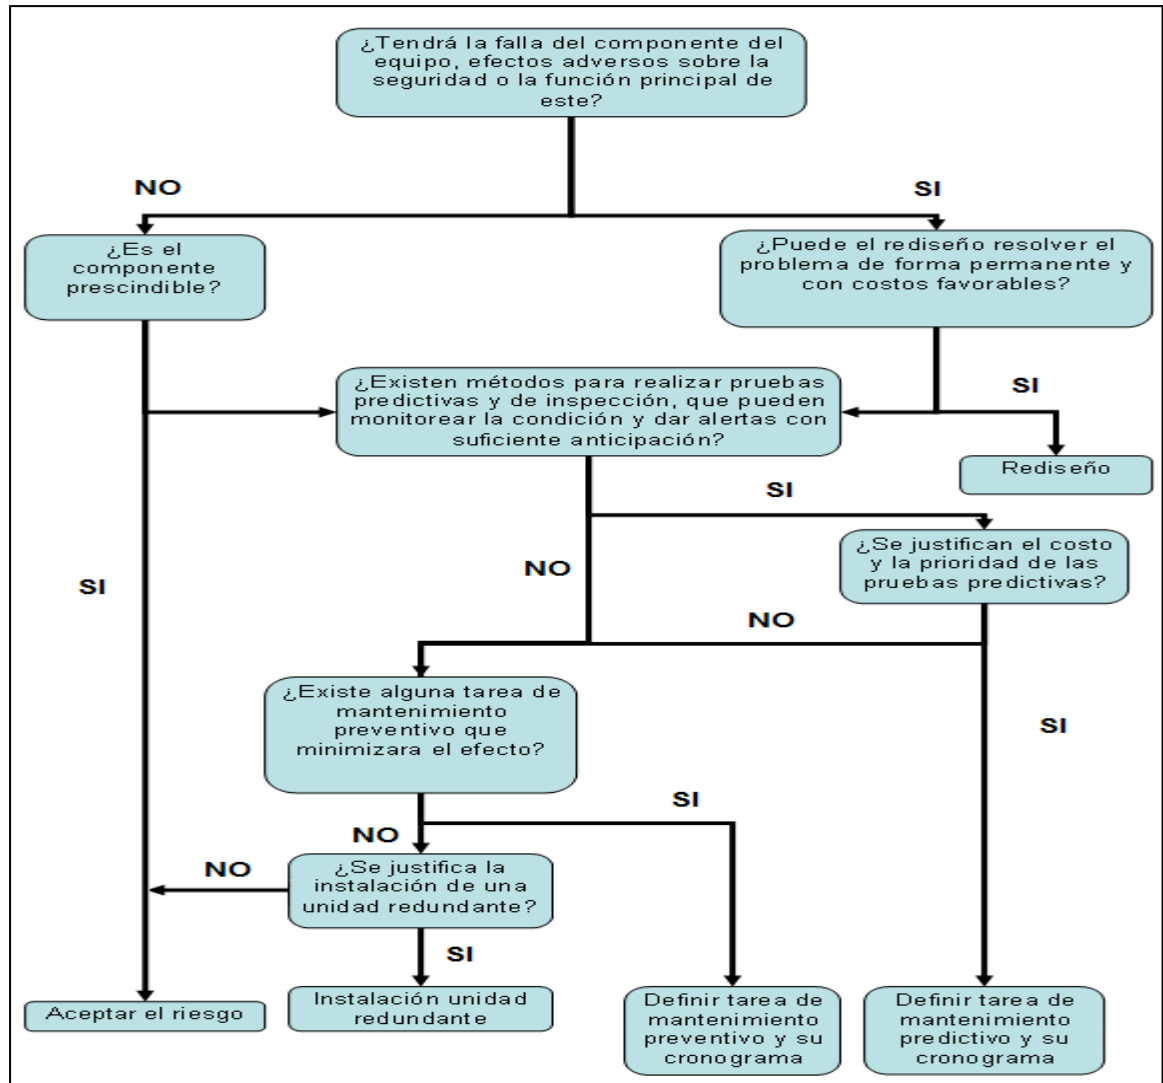 ¿Tendrá la falla del componente del
equipo, efectos adversos sobre la
seguridad o la función principal de
este?
NO
SI
¿Es el
componente
prescindible?
¿Puede el rediseño resolver el
problema de forma permanente y
con costos favorables?
¿Existen métodos para realizar pruebas
predictivas y de inspección, que pueden
monitorear la condición y dar alertas con
suficiente anticipación?
SI
Rediseño
SI
¿Se justifican el costo
y la prioridad de las
pruebas predictivas?
NO
SI
NO
¿Existe alguna tarea de
mantenimiento
preventivo que
minimizara el efecto?
SI
SI
NO
NO
¿Se justifica la
instalación de una
unidad redundante?
SI
Aceptar el riesgo
Instalación unidad
redundante
Definir tarea de
mantenimiento
preventivo y su
cronograma
Definir tarea de
mantenimiento
predictivo y su
cronograma